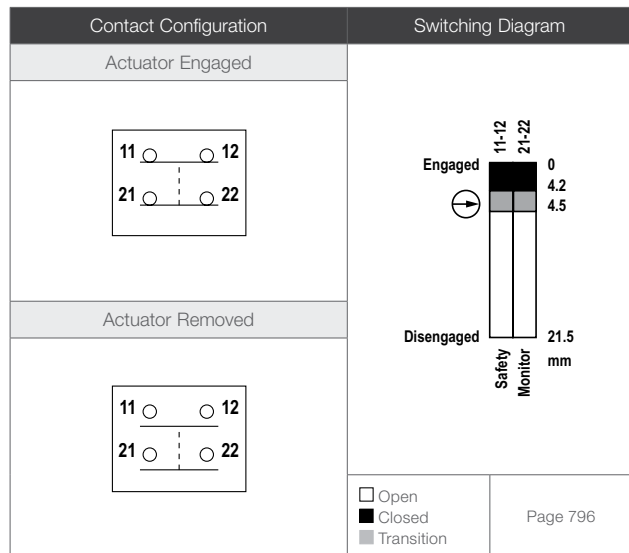 Contact Configuration
Switching Diagram
Actuator Engaged
11 12
21 22
Actuator Removed
11 12
21 22
11-12
21-22
Engaged
0
4.2
4.5
Disengaged
21.5
mm
Safety
Monitor
Open
Closed
Transition
Page 796